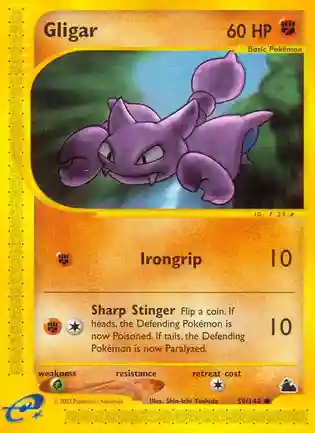 Gligar
60 HP
Basic Pokémon
Irongrip 10
Sharp Stinger Flip a coin. If
heads, the Defending Pokémon is
now Poisoned. If tails, the Defending
Pokémon is now Paralyzed.
10
weakness resistance retreat cost
Illus. Shin-ichi Yoshida
59/144
e